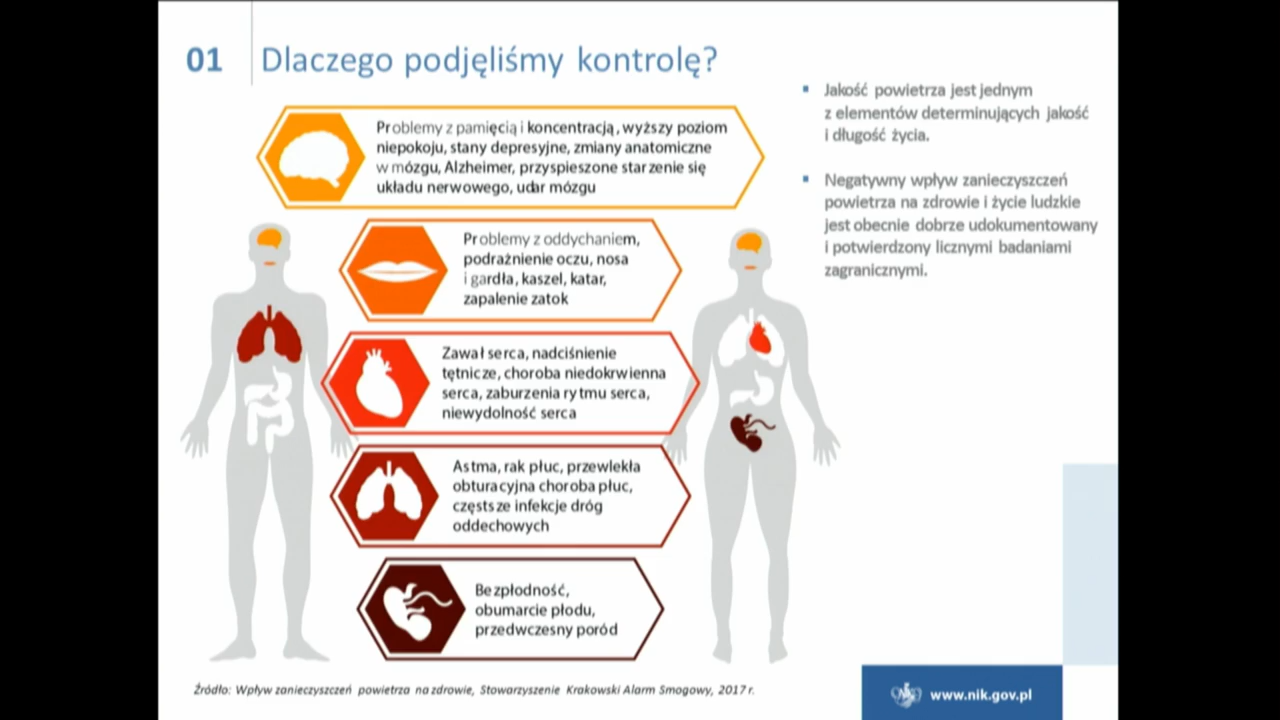 01 Dlaczego podjęliśmy kontrolę?
Problemy z pamięcią i koncentracją, wyższy poziom
niepokoju, stany depresyjne, zmiany anatomiczne
w mózgu, Alzheimer, przyspieszone starzenie się
układu nerwowego, udar mózgu
Problemy z oddychaniem,
podrażnienie oczu, nosa
i gardła, kaszel, katar,
zapalenie zatok
Zawał serca, nadciśnienie
tętnicze, choroba niedokrwienna
serca, zaburzenia rytmu serca,
niewydolność serca
Astma, rak płuc, przewlekła
obturacyjna choroba płuc,
częstsze infekcje dróg
oddechowych
Bezpłodność,
obumarcie płodu,
przedwczesny poród
Jakość powietrza jest jednym
z elementów determinujących jakość
i długość życia.
Negatywny wpływ zanieczyszczeń
powietrza na zdrowie i życie ludzkie
jest obecnie dobrze udokumentowany
i potwierdzony licznymi badaniami
zagranicznymi.
Źródło: Wpływ zanieczyszczeń powietrza na zdrowie, Stowarzyszenie Krakowski Alarm Smogowy, 2017 r.
www.nik.gov.pl